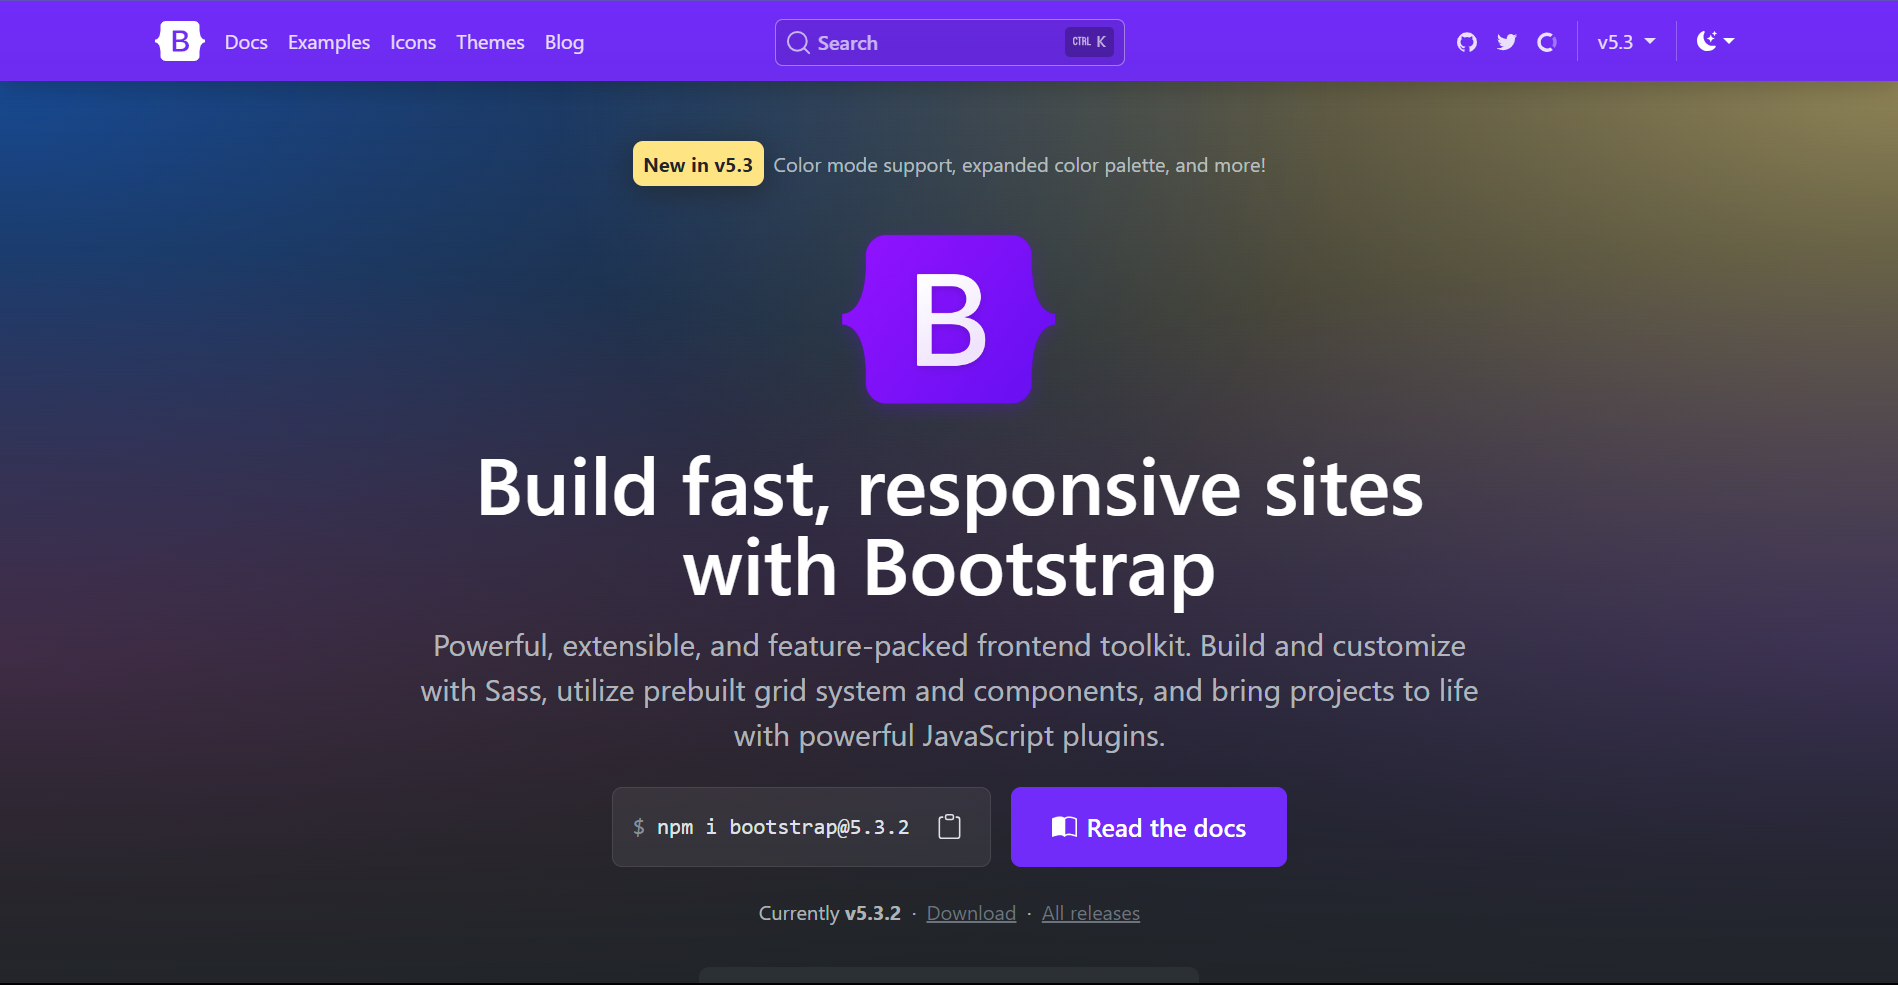 B Docs Examples Icons Themes Blog Search CTRL K v5.3
New in v5.3 Color mode support, expanded color palette, and more!
B
Build fast, responsive sites
with Bootstrap
Powerful, extensible, and feature-packed frontend toolkit. Build and customize
with Sass, utilize prebuilt grid system and components, and bring projects to life
with powerful JavaScript plugins.
$ npm i bootstrap@5.3.2 Read the docs
Currently v5.3.2 · Download · All releases